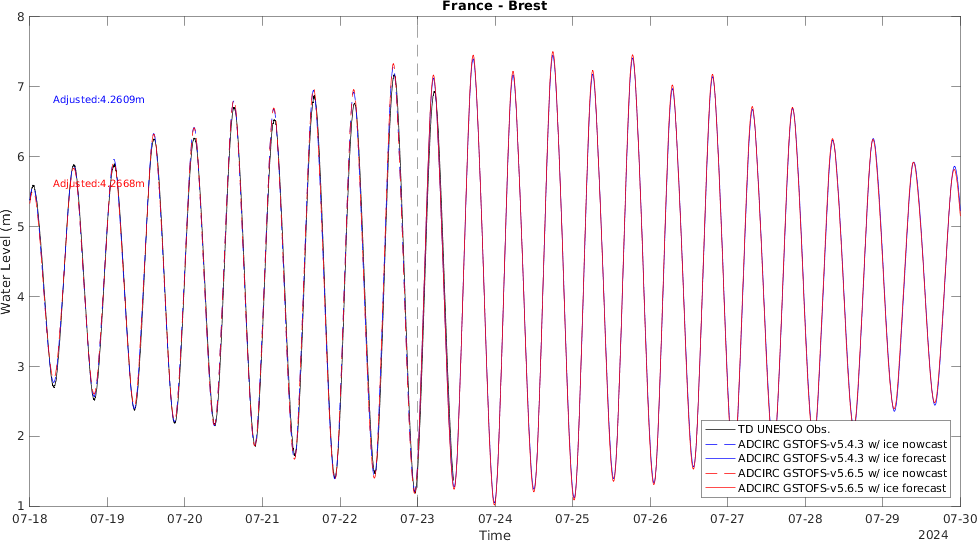 France - Brest
8
7
6
5
4
3
2
1
Water Level (m)
Adjusted:4.2609m
Adjusted:4.2668m
TD UNESCO Obs.
ADCIRC GSTOFS-v5.4.3 w/ ice nowcast
ADCIRC GSTOFS-v5.4.3 w/ ice forecast
ADCIRC GSTOFS-v5.6.5 w/ ice nowcast
ADCIRC GSTOFS-v5.6.5 w/ ice forecast
07-18 07-19 07-20 07-21 07-22 07-23 07-24 07-25 07-26 07-27 07-28 07-29 07-30
Time
2024